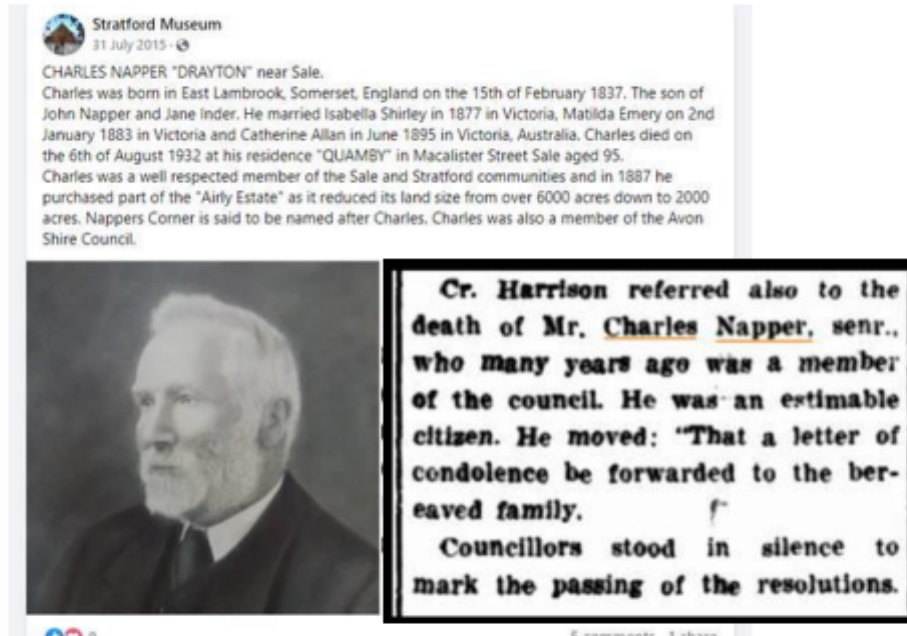 Stratford Museum
31 July 2015 ·
CHARLES NAPPER "DRAYTON" near Sale.
Charles was born in East Lambrook, Somerset, England on the 15th of February 1837. The son of
John Napper and Jane Inder. He married Isabella Shirley in 1877 in Victoria, Matilda Emery on 2nd
January 1883 in Victoria and Catherine Allan in June 1895 in Victoria, Australia. Charles died on
the 6th of August 1932 at his residence "QUAMBY" in Macalister Street Sale aged 95.
Charles was a well respected member of the Sale and Stratford communities and in 1887 he
purchased part of the "Airly Estate" as it reduced its land size from over 6000 acres down to 2000
acres. Nappers Corner is said to be named after Charles. Charles was also a member of the Avon
Shire Council.
Cr. Harrison referred also to the
death of Mr. Charles Napper, senr.,
who many years ago was a member
of the council. He was an estimable
citizen. He moved: "That a letter of
condolence be forwarded to the ber-
eaved family.
Councillors stood in silence to
mark the passing of the resolutions.
5 comments 1 share